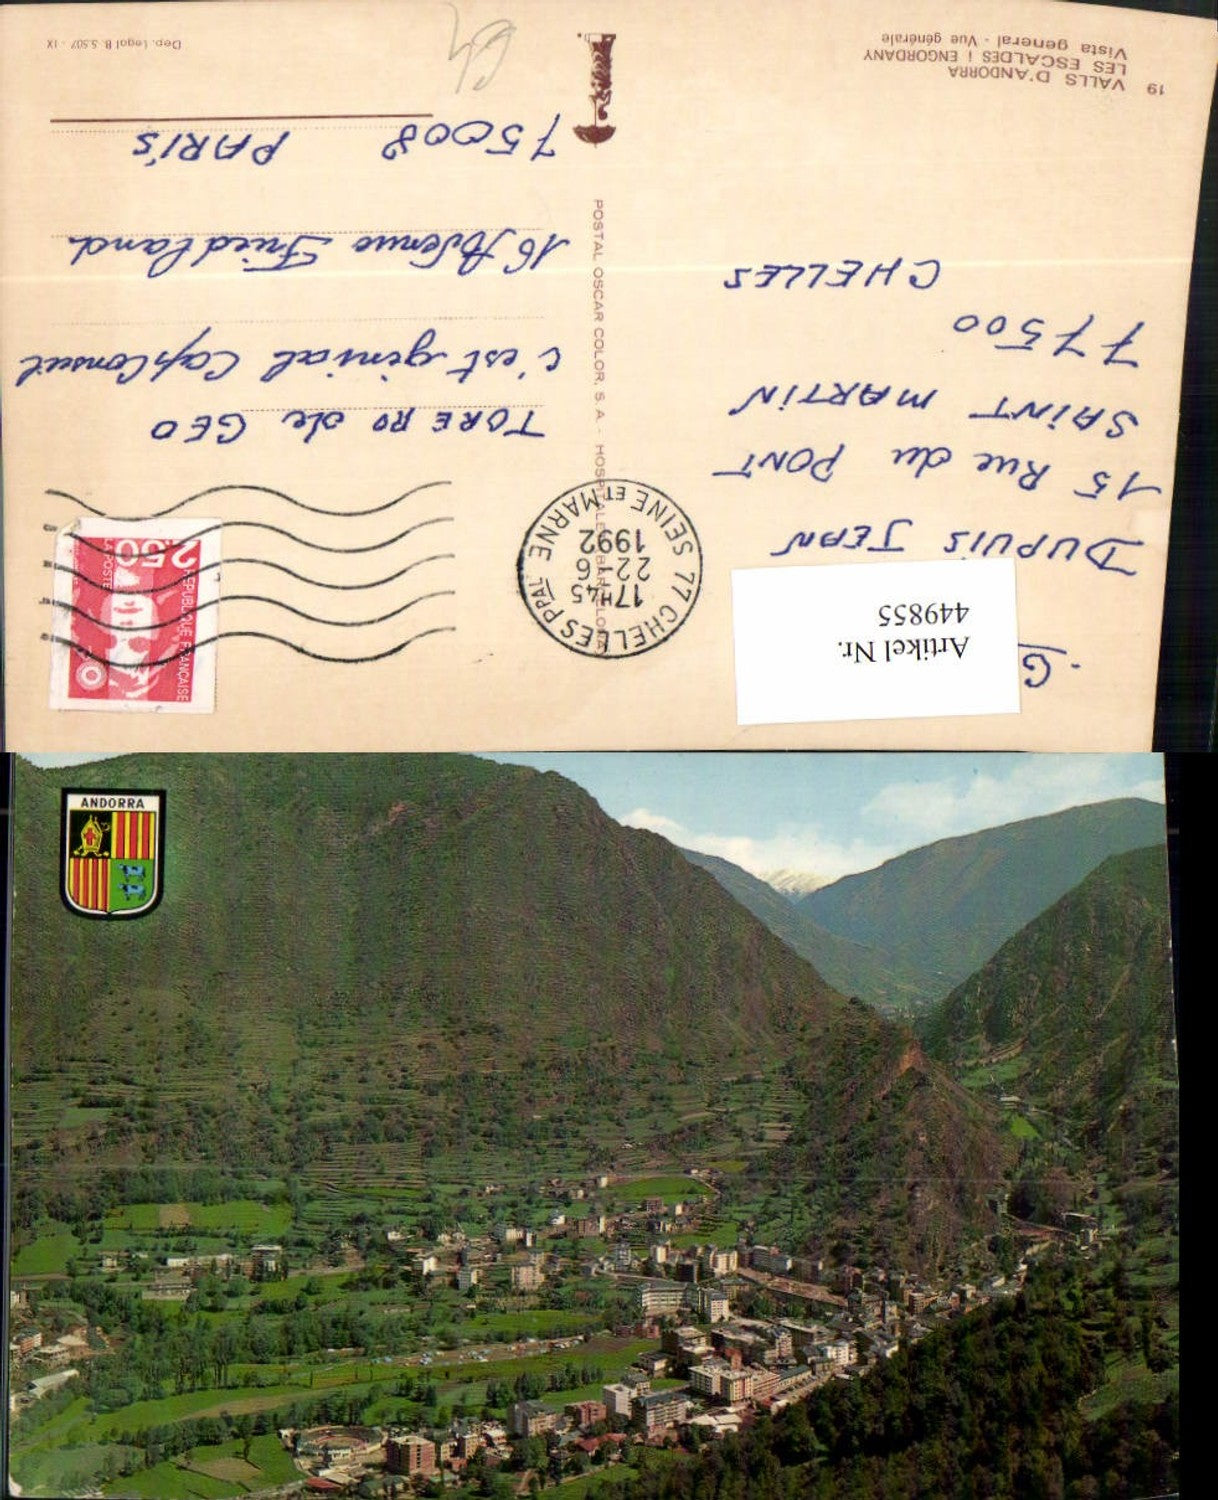 19 VALLS D'ANDORRA
LES ESCALDES i ENGORDANY
Vista general - Vue générale
Dep. Legal B. 5.507 - IX
POSTAL OSCAR COLOR, S. A. - HOSPITALET (BARCELONA)
G.
Artikel Nr.
449855
DUPUIS JEAN
15 Rue du PONT
SAINT MARTIN
77500
CHELLES
77 CHELLES PPAL
17H45
22 6
1992
SEINE ET MARNE
REPUBLIQUE FRANÇAISE
2,50
LA POSTE
TORERO de GEO
c'est génial CapConseil
16 Avenue Friedland
75008 PARIS
ANDORRA